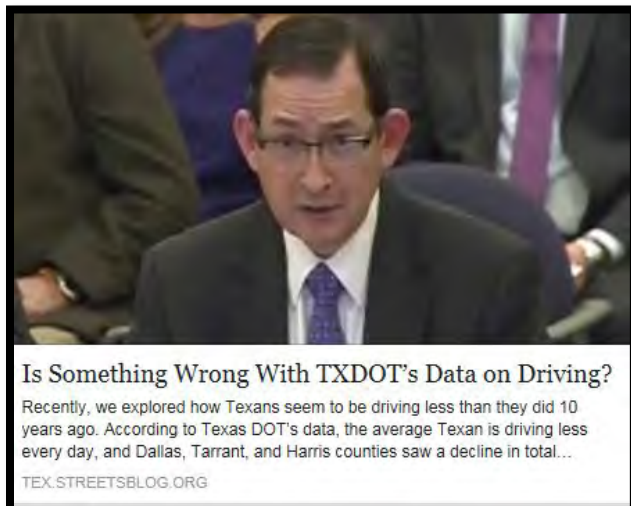 Is Something Wrong With TXDOT’s Data on Driving?
Recently, we explored how Texans seem to be driving less than they did 10
years ago. According to Texas DOT's data, the average Texan is driving less
every day, and Dallas, Tarrant, and Harris counties saw a decline in total...
TEX.STREETSBLOG.ORG